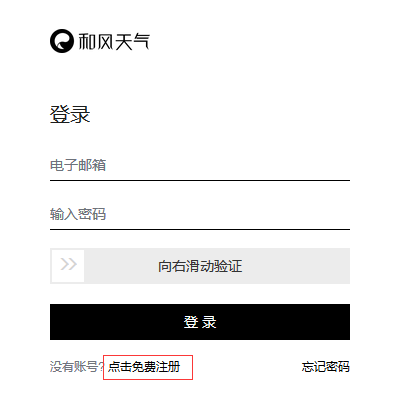 和风天气
登录
电子邮箱
输入密码
向右滑动验证
登 录
没有账号?点击免费注册 忘记密码